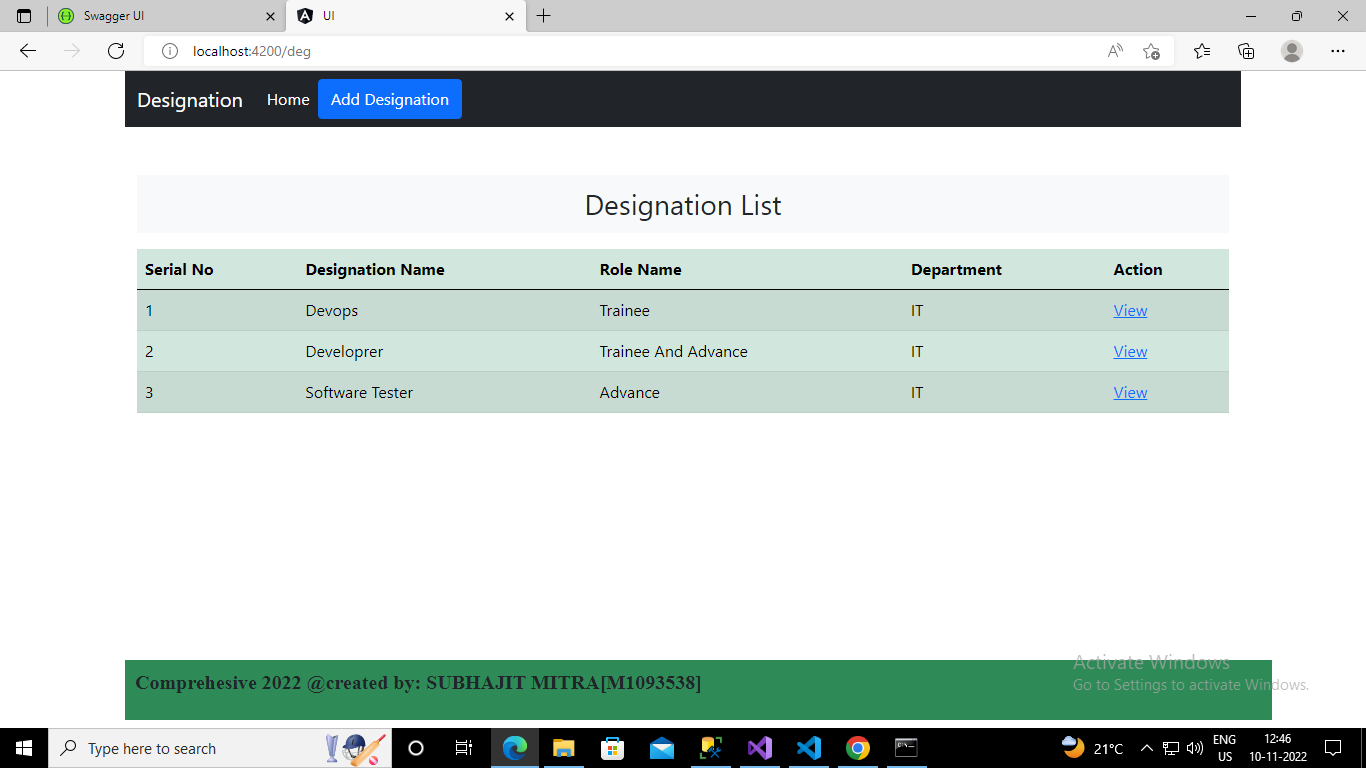 Swagger UI
UI
localhost:4200/deg
Designation Home Add Designation
Designation List
Serial No Designation Name Role Name Department Action
1 Devops Trainee IT View
2 Developrer Trainee And Advance IT View
3 Software Tester Advance IT View
Activate Windows
Go to Settings to activate Windows.
Comprehesive 2022 @created by: SUBHAJIT MITRA[M1093538]
Type here to search
21°C
ENG
US
12:46
10-11-2022